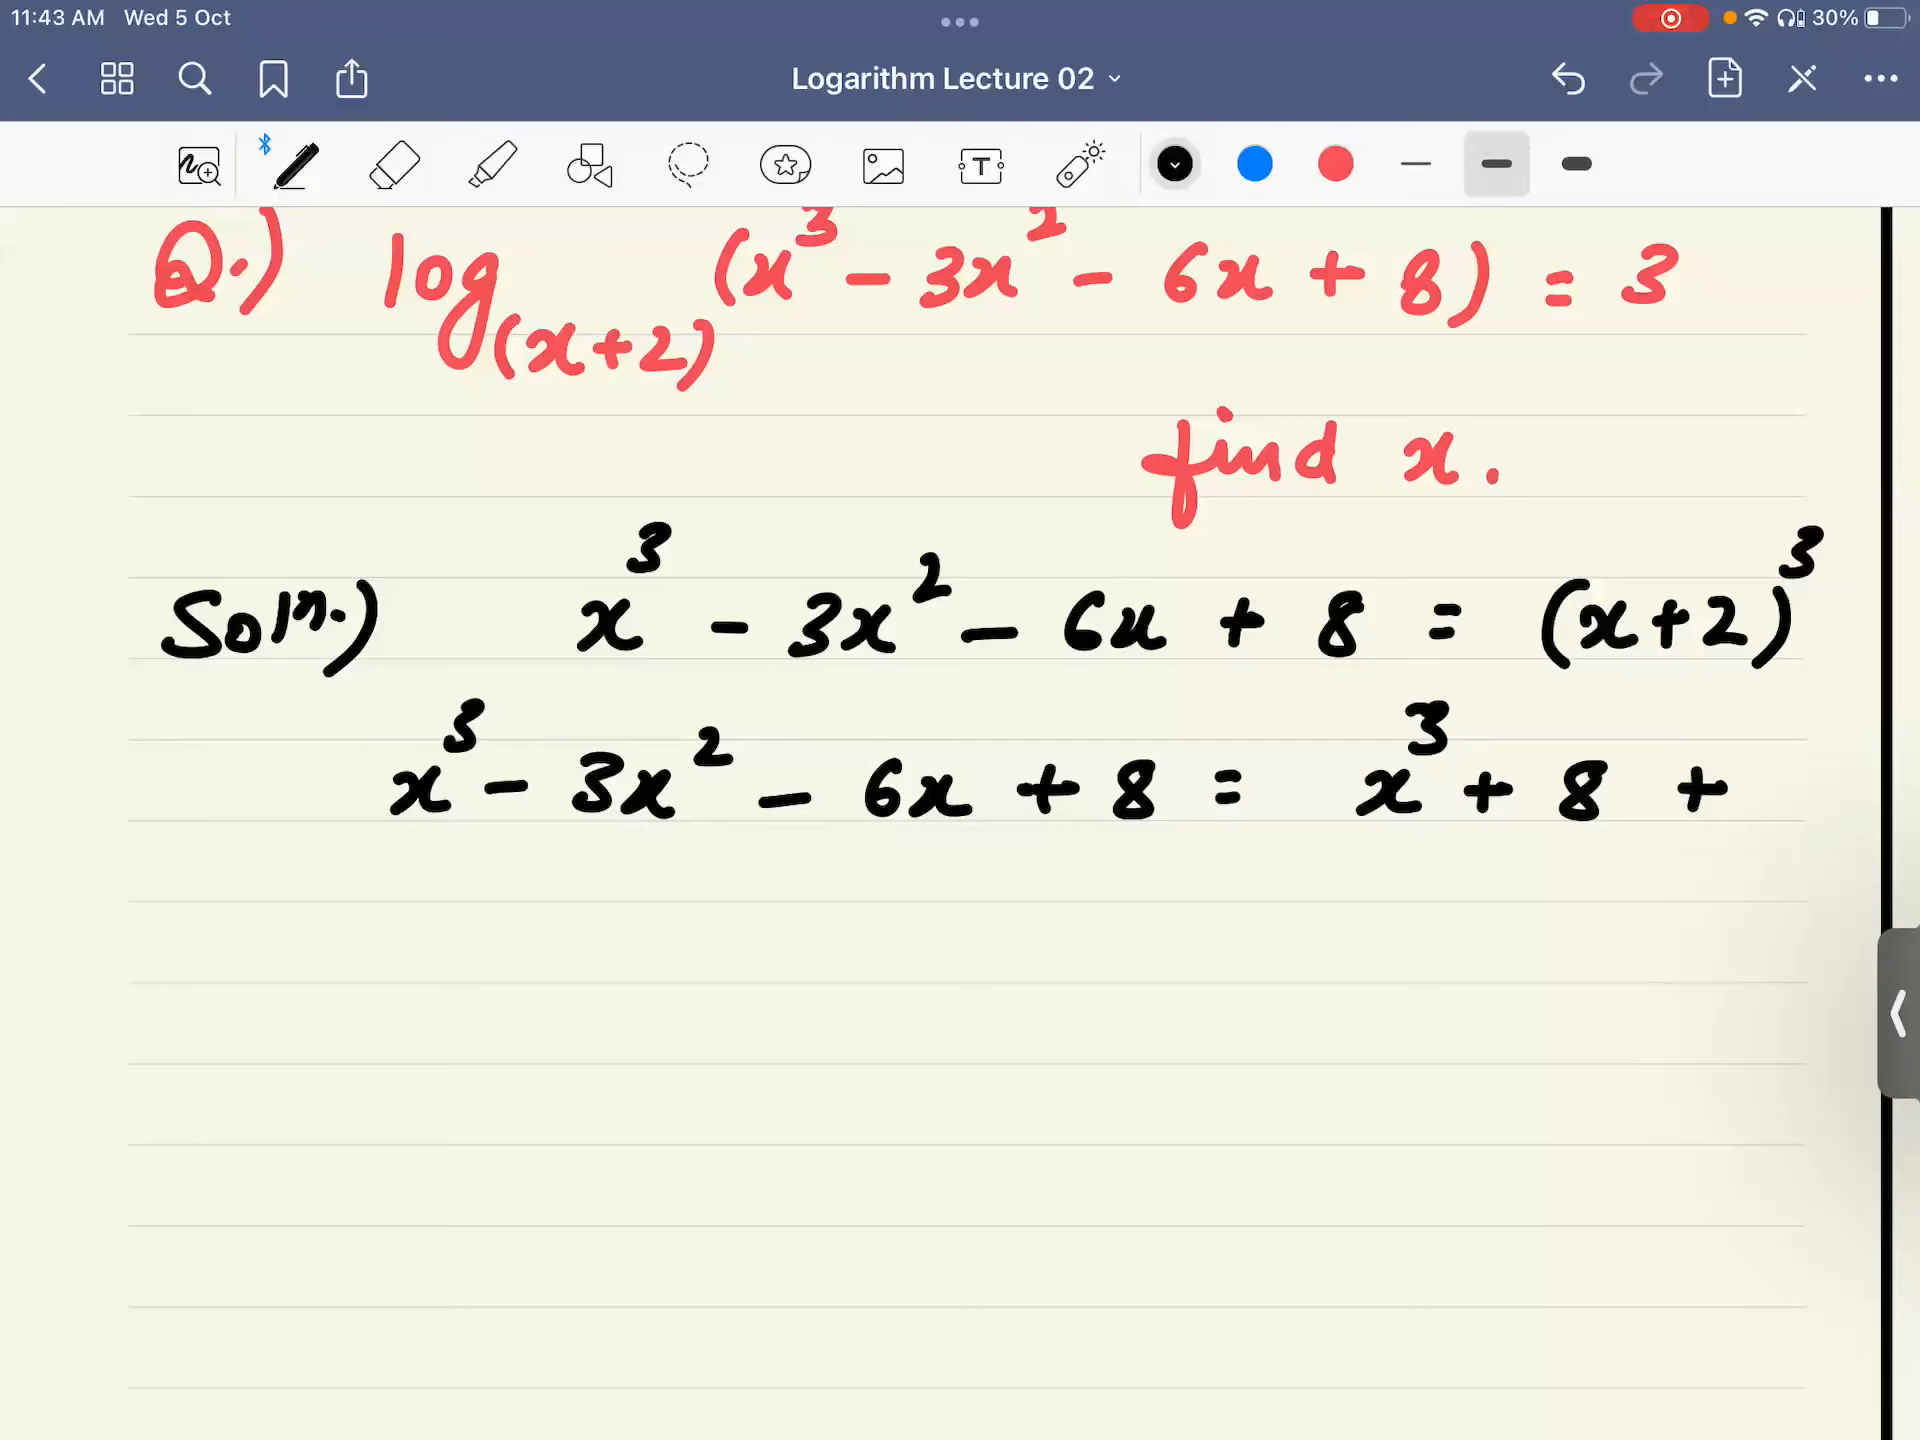 11:43 AM Wed 5 Oct 30%
Logarithm Lecture 02
T
Q.) log₍ₓ₊₂₎ (x³ - 3x² - 6x + 8) = 3
find x.
Soln.) x³ - 3x² - 6x + 8 = (x+2)³
x³ - 3x² - 6x + 8 = x³ + 8 +